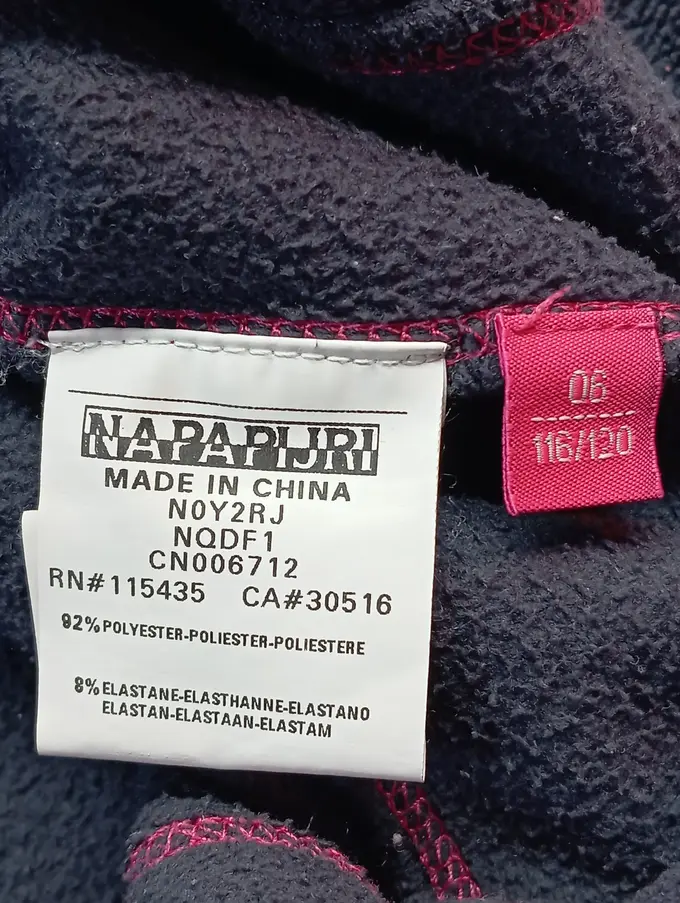 NAPAPIJRI
MADE IN CHINA
N0Y2RJ
NQDF1
CN006712
RN#115435 CA#30516
92% POLYESTER-POLIESTER-POLIESTERE
8% ELASTANE-ELASTHANNE-ELASTANO
ELASTAN-ELASTAAN-ELASTAM
06
116/120